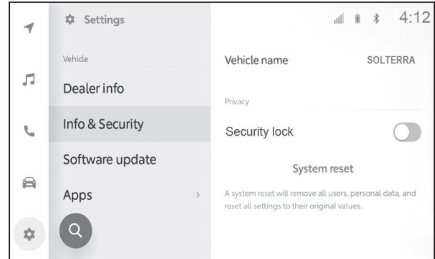 Settings
4:12
Vehicle
Dealer info
Info & Security
Software update
Apps
Vehicle name SOLTERRA
Privacy
Security lock
System reset
A system reset will remove all users, personal data, and
reset all settings to their original values.